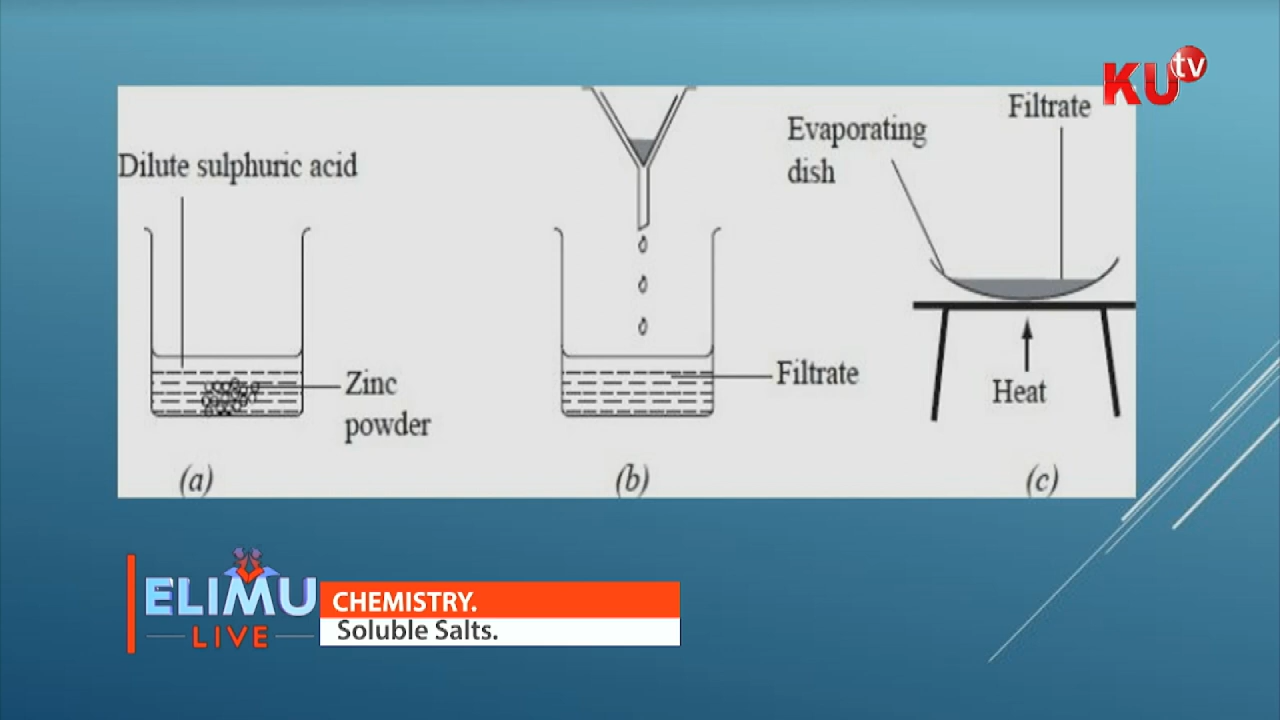 KU tv
Dilute sulphuric acid
Zinc
powder
(a)
Filtrate
(b)
Evaporating
dish
Filtrate
Heat
(c)
ELIMU
LIVE
CHEMISTRY.
Soluble Salts.